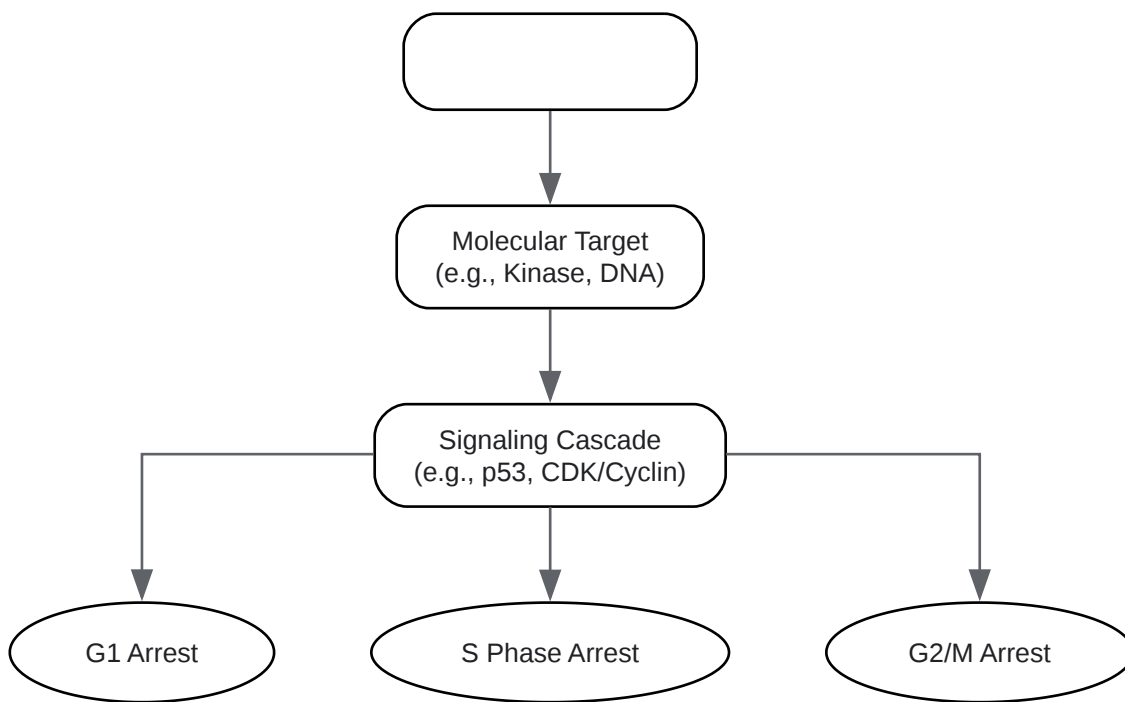 Molecular Target
(e.g., Kinase, DNA)
Signaling Cascade
(e.g., p53, CDK/Cyclin)
G1 Arrest
S Phase Arrest
G2/M Arrest